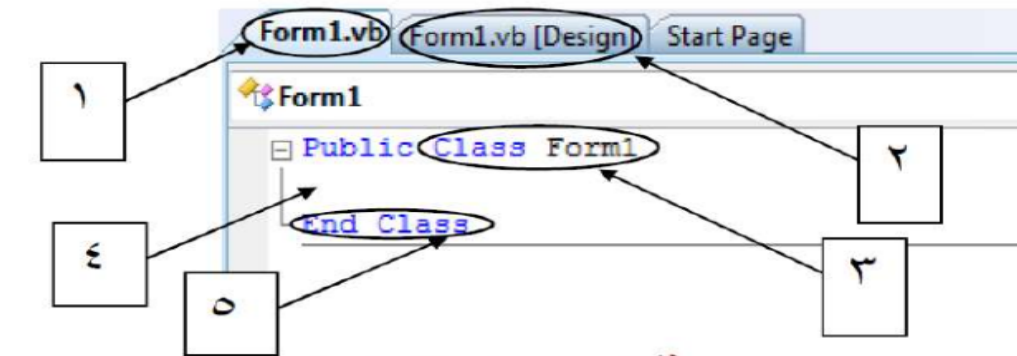 Form1.vb Form1.vb [Design] Start Page
١
Form1
Public Class Form1
٢
٤
End Class
٣
٥